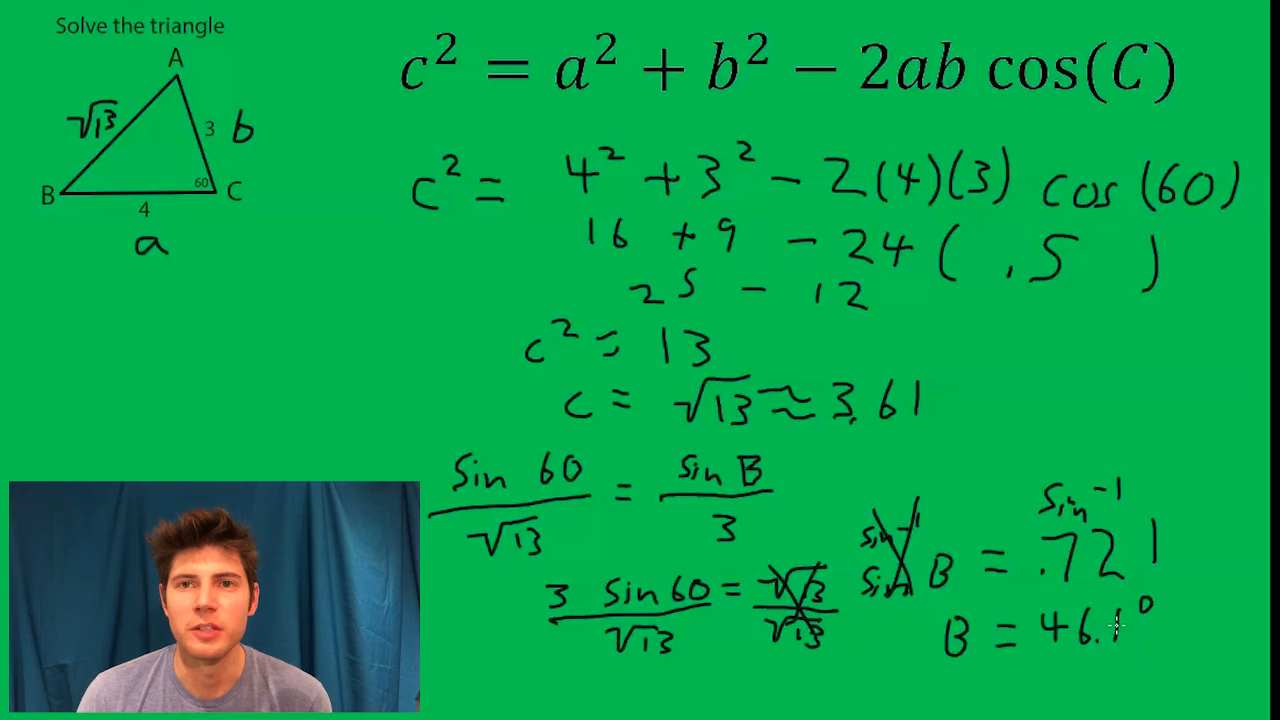 Solve the triangle
A
√13
3 b
B
60
C
4
a
c² = a² + b² − 2ab cos(C)
c² = 4² + 3² − 2(4)(3) cos(60)
16 + 9 − 24( .5 )
25 − 12
c² = 13
c = √13 ≈ 3.61
sin 60 / √13 = sin B / 3
3 sin 60 / √13 = √13 / √13
sin⁻¹ sin B = sin⁻¹ .721
B = 46.1°